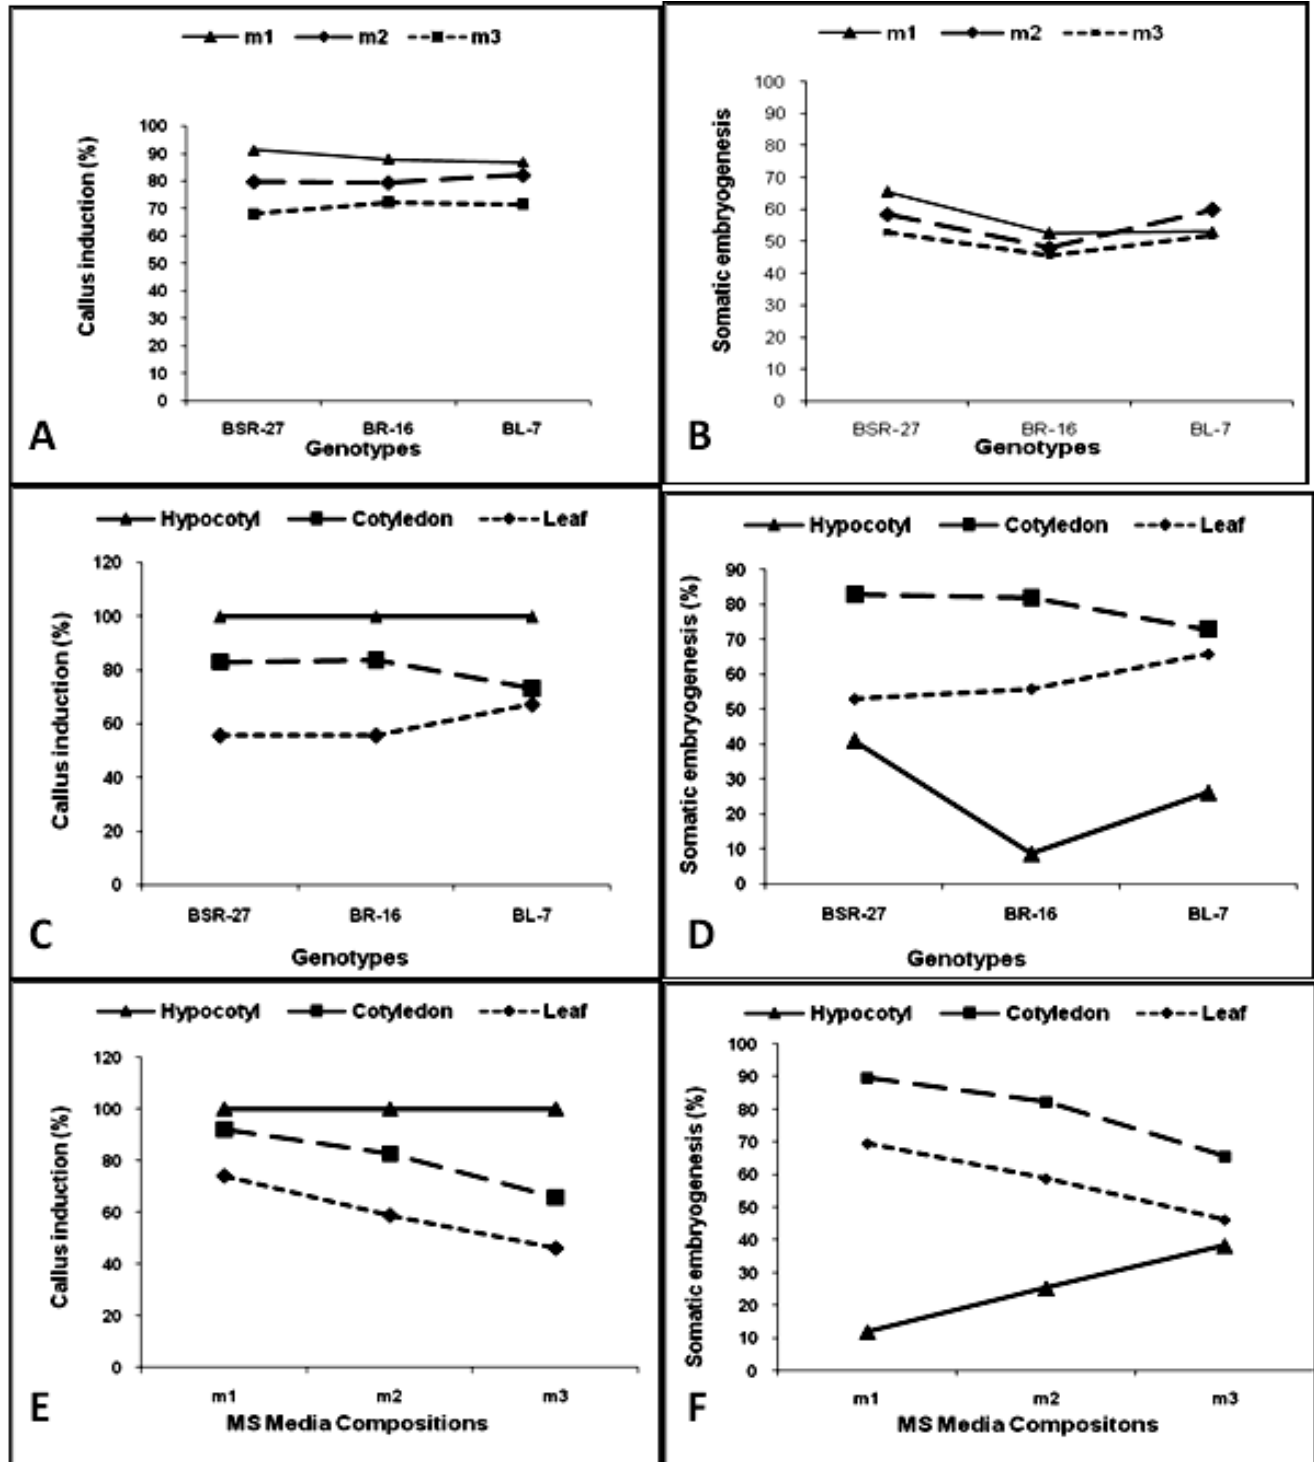 m1 m2 m3
Callus induction (%)
100
90
80
70
60
50
40
30
20
10
0
BSR-27 BR-16 BL-7
Genotypes
A
m1 m2 m3
Somatic embryogenesis
100
90
80
70
60
50
40
30
20
10
0
BSR-27 BR-16 BL-7
Genotypes
B
Hypocotyl Cotyledon Leaf
Callus induction (%)
120
100
80
60
40
20
0
BSR-27 BR-16 BL-7
Genotypes
C
Hypocotyl Cotyledon Leaf
Somatic embryogenesis (%)
90
80
70
60
50
40
30
20
10
0
BSR-27 BR-16 BL-7
Genotypes
D
Hypocotyl Cotyledon Leaf
Callus induction (%)
120
100
80
60
40
20
0
m1 m2 m3
MS Media Compositions
E
Hypocotyl Cotyledon Leaf
Somatic embryogenesis (%)
100
90
80
70
60
50
40
30
20
10
0
m1 m2 m3
MS Media Compositons
F